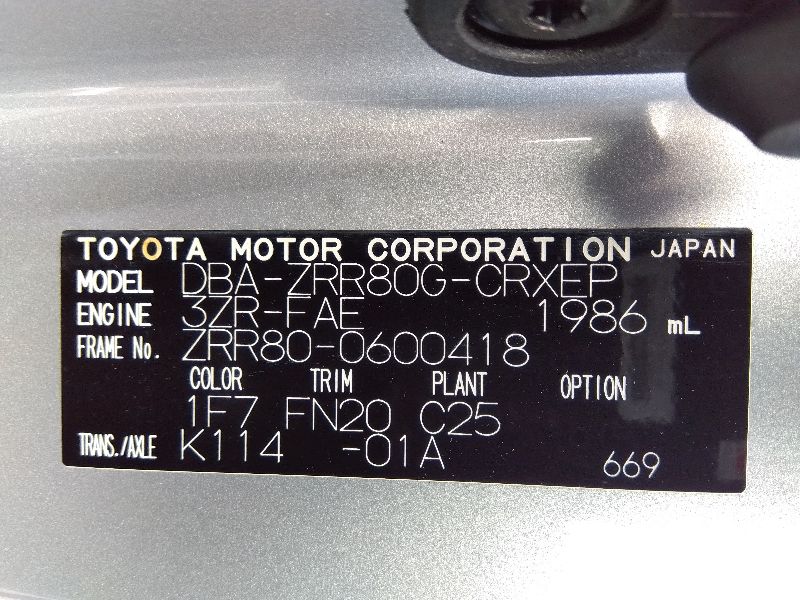 TOYOTA MOTOR CORPORATION JAPAN
MODEL DBA-ZRR80G-CRXEP
ENGINE 3ZR-FAE 1986 mL
FRAME No. ZRR80-0600418
COLOR TRIM PLANT OPTION
1F7 FN20 C25
TRANS./AXLE K114 -01A
669